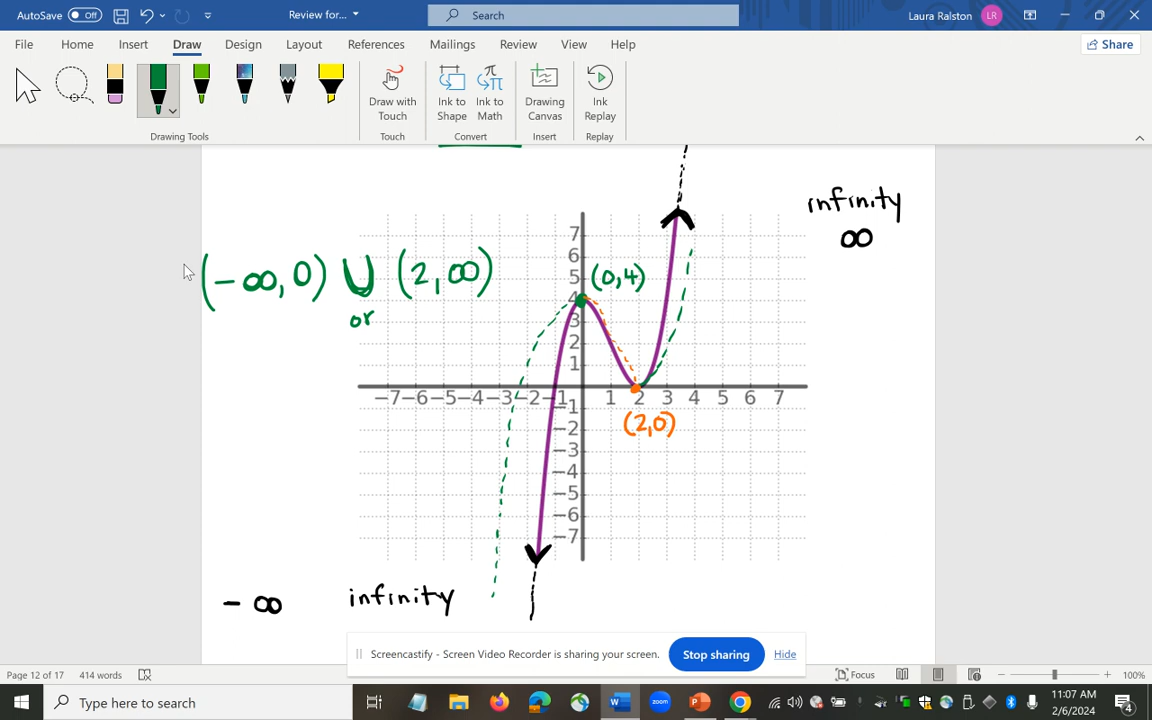 AutoSave Off Review for... Search Laura Ralston LR
File Home Insert Draw Design Layout References Mailings Review View Help Share
Draw with Touch
Ink to Shape
Ink to Math
Drawing Canvas
Ink Replay
Drawing Tools Touch Convert Insert Replay
infinity
∞
(-∞, 0) ∪ (2, ∞)
or
(0,4)
7
6
5
4
3
2
1
-7 -6 -5 -4 -3 -2 -1 1 2 3 4 5 6 7
-1
-2
-3
-4
-5
-6
-7
(2,0)
- ∞ infinity
Screencastify - Screen Video Recorder is sharing your screen. Stop sharing Hide
Page 12 of 17 414 words Focus 100%
Type here to search zoom 11:07 AM
2/6/2024 4